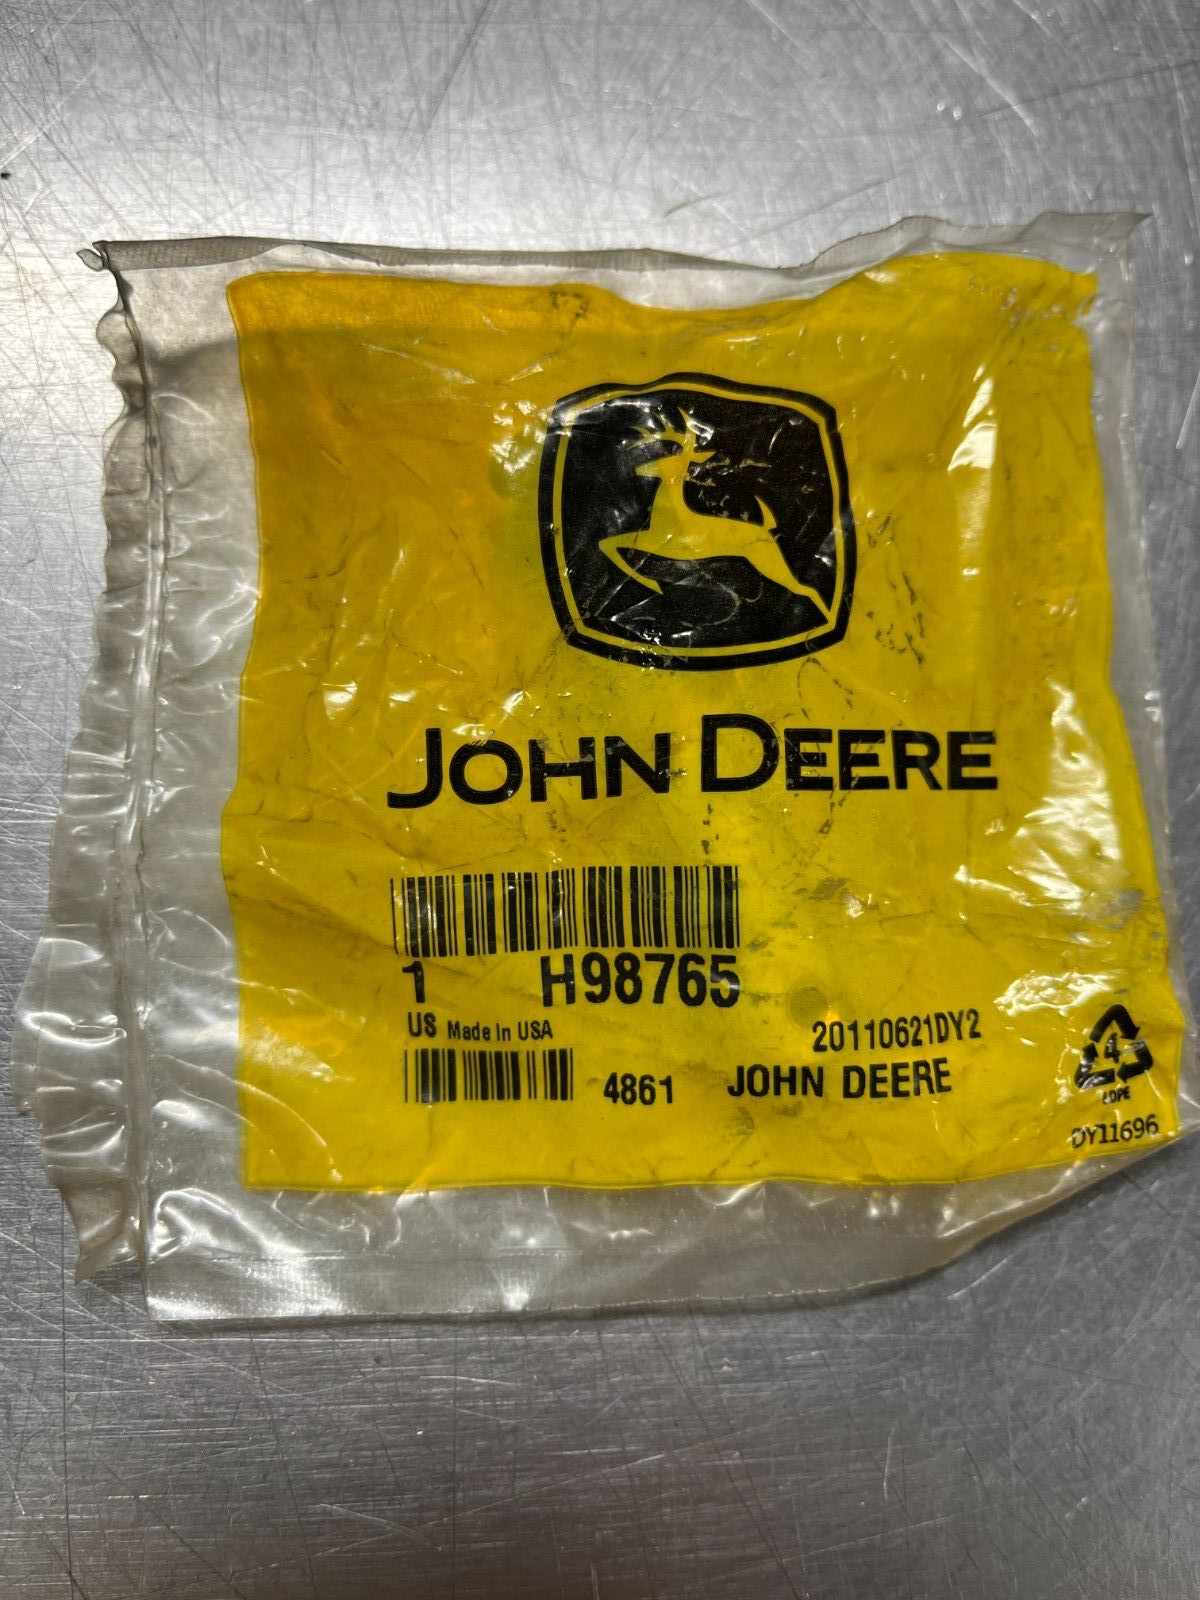 JOHN DEERE
1 H98765
US Made In USA
20110621DY2
4861 JOHN DEERE
4
LDPE
DY11696